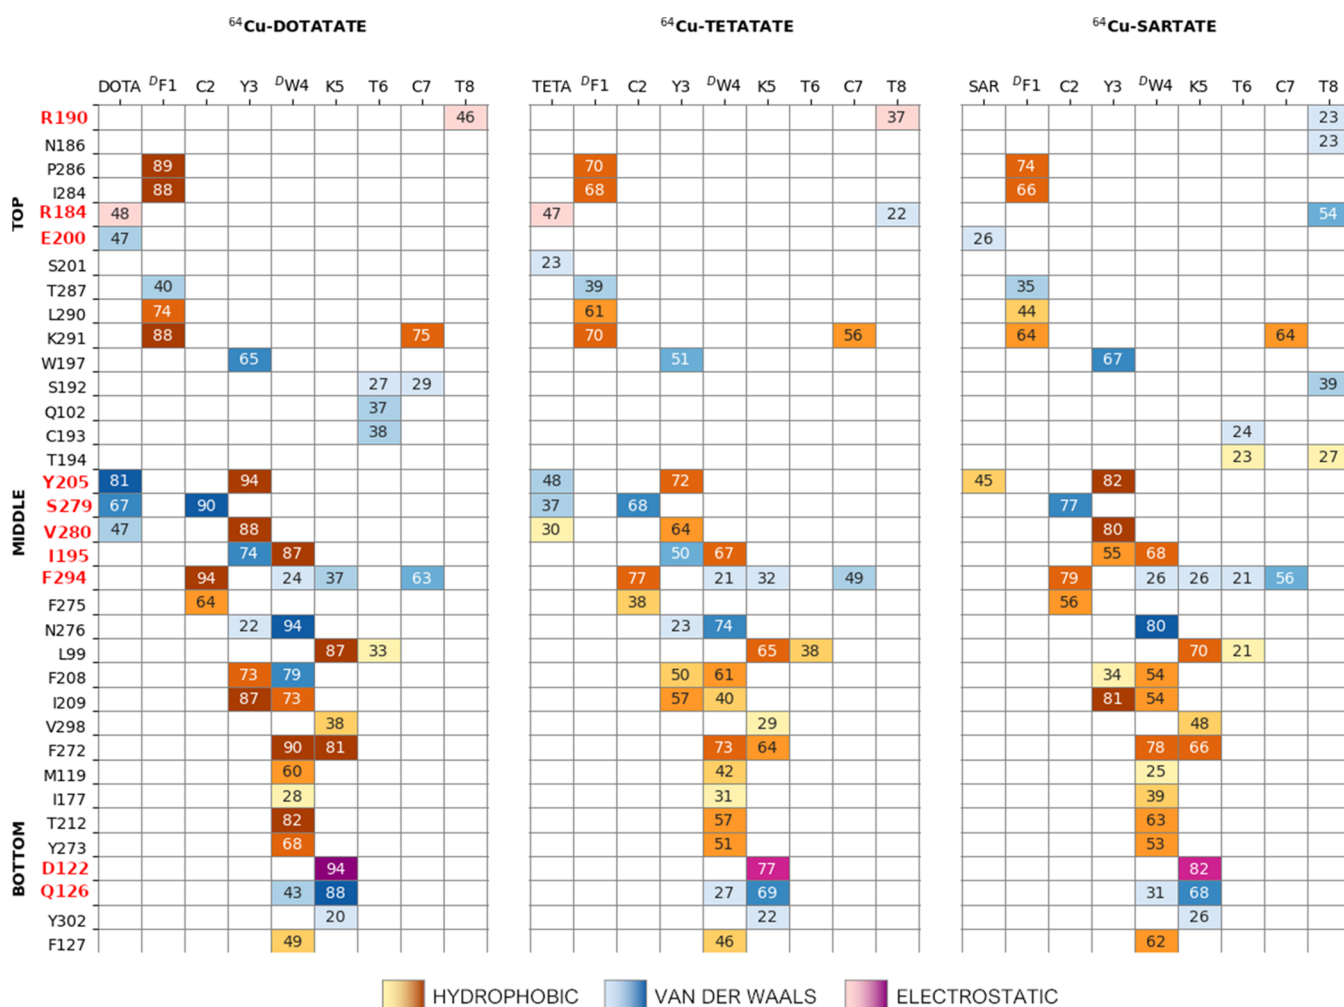 64Cu-DOTATATE 64Cu-TETATATE 64Cu-SARTATE
DOTA DF1 C2 Y3 DW4 K5 T6 C7 T8 TETA DF1 C2 Y3 DW4 K5 T6 C7 T8 SAR DF1 C2 Y3 DW4 K5 T6 C7 T8
TOP
R190 46 37 23
N186 23
P286 89 70 74
I284 88 68 66
R184 48 47 22 54
E200 47 26
S201 23
T287 40 39 35
L290 74 61 44
K291 88 75 70 56 64 64
W197 65 51 67
S192 27 29 39
Q102 37
C193 38 24
T194 23 27
MIDDLE
Y205 81 94 48 72 45 82
S279 67 90 37 68 77
V280 47 88 30 64 80
I195 74 87 50 67 55 68
F294 94 24 37 63 77 21 32 49 79 26 26 21 56
F275 64 38 56
N276 22 94 23 74 80
L99 87 33 65 38 70 21
F208 73 79 50 61 34 54
I209 87 73 57 40 81 54
V298 38 29 48
F272 90 81 73 64 78 66
M119 60 42 25
I177 28 31 39
T212 82 57 63
Y273 68 51 53
BOTTOM
D122 94 77 82
Q126 43 88 27 69 31 68
Y302 20 22 26
F127 49 46 62
HYDROPHOBIC VAN DER WAALS ELECTROSTATIC